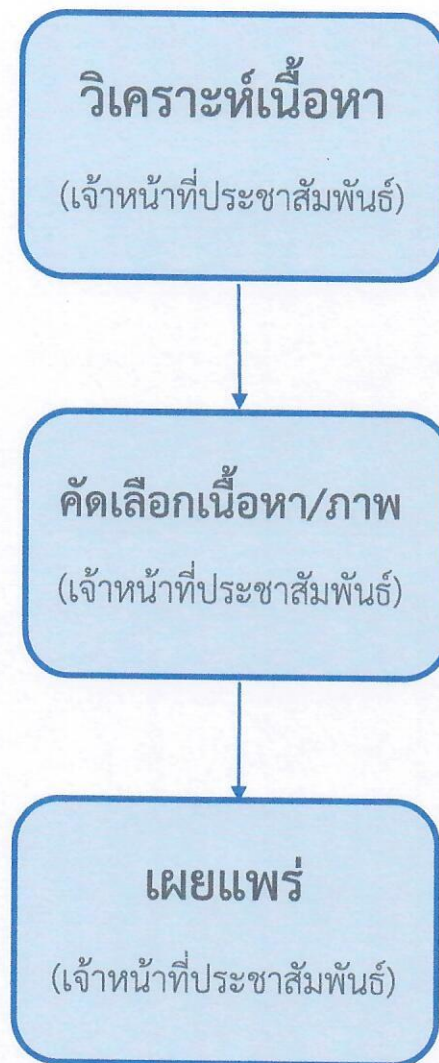 วิเคราะห์เนื้อหา
(เจ้าหน้าที่ประชาสัมพันธ์)
คัดเลือกเนื้อหา/ภาพ
(เจ้าหน้าที่ประชาสัมพันธ์)
เผยแพร่
(เจ้าหน้าที่ประชาสัมพันธ์)